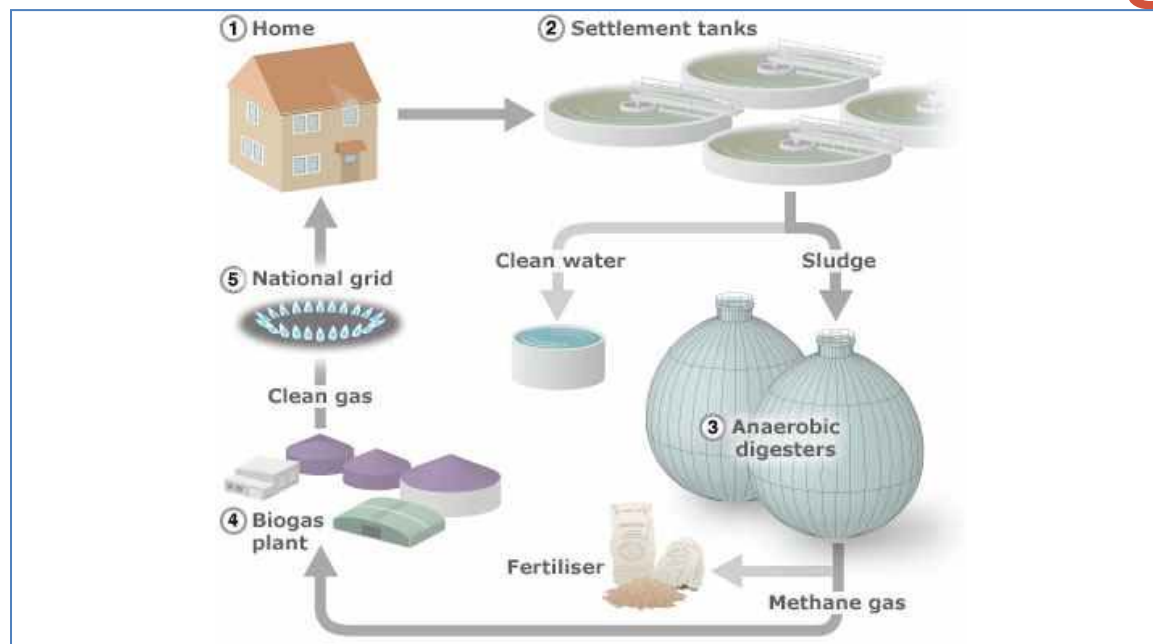 1 Home
2 Settlement tanks
Clean water
Sludge
5 National grid
Clean gas
3 Anaerobic
digesters
4 Biogas
plant
Fertiliser
Methane gas